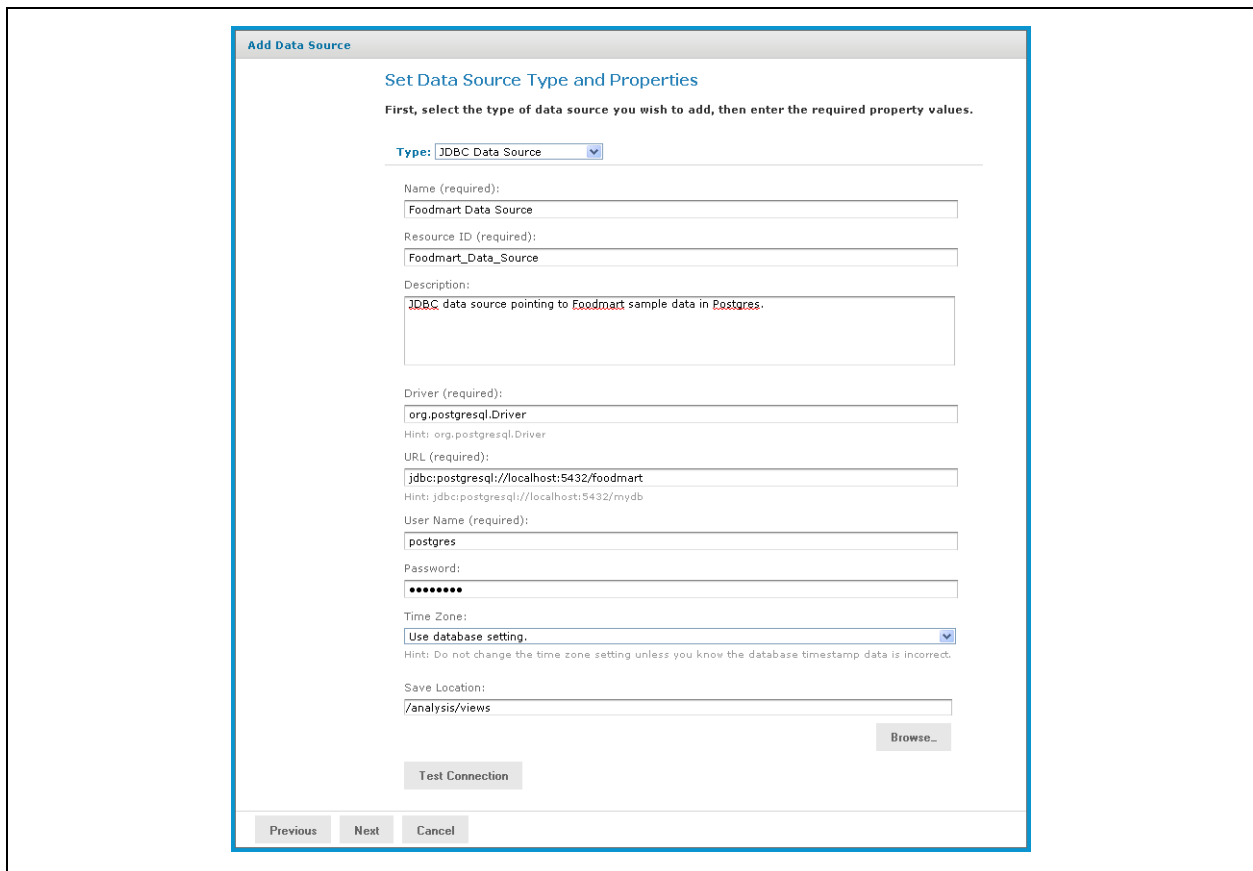 Add Data Source
Set Data Source Type and Properties
First, select the type of data source you wish to add, then enter the required property values.
Type: JDBC Data Source
Name (required):
Foodmart Data Source
Resource ID (required):
Foodmart_Data_Source
Description:
JDBC data source pointing to Foodmart sample data in Postgres.
Driver (required):
org.postgresql.Driver
Hint: org.postgresql.Driver
URL (required):
jdbc:postgresql://localhost:5432/foodmart
Hint: jdbc:postgresql://localhost:5432/mydb
User Name (required):
postgres
Password:
••••••••
Time Zone:
Use database setting.
Hint: Do not change the time zone setting unless you know the database timestamp data is incorrect.
Save Location:
/analysis/views
Browse...
Test Connection
Previous Next Cancel